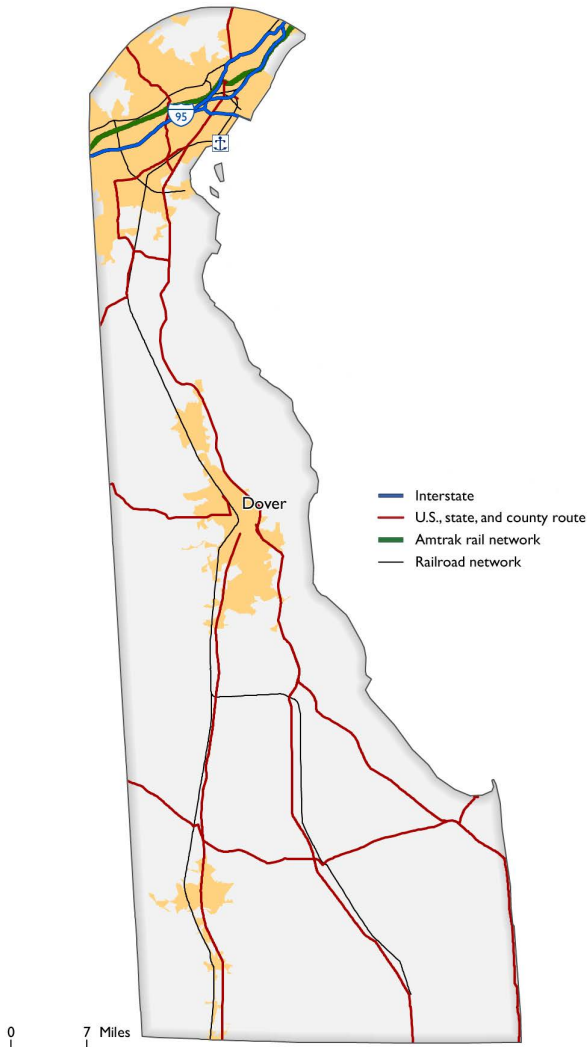 95
Dover
Interstate
U.S., state, and county route
Amtrak rail network
Railroad network
0 7 Miles